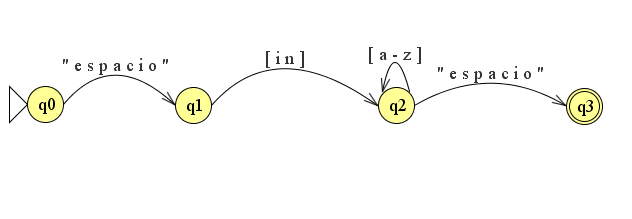 "espacio"
[in]
[a-z]
"espacio"
q0
q1
q2
q3